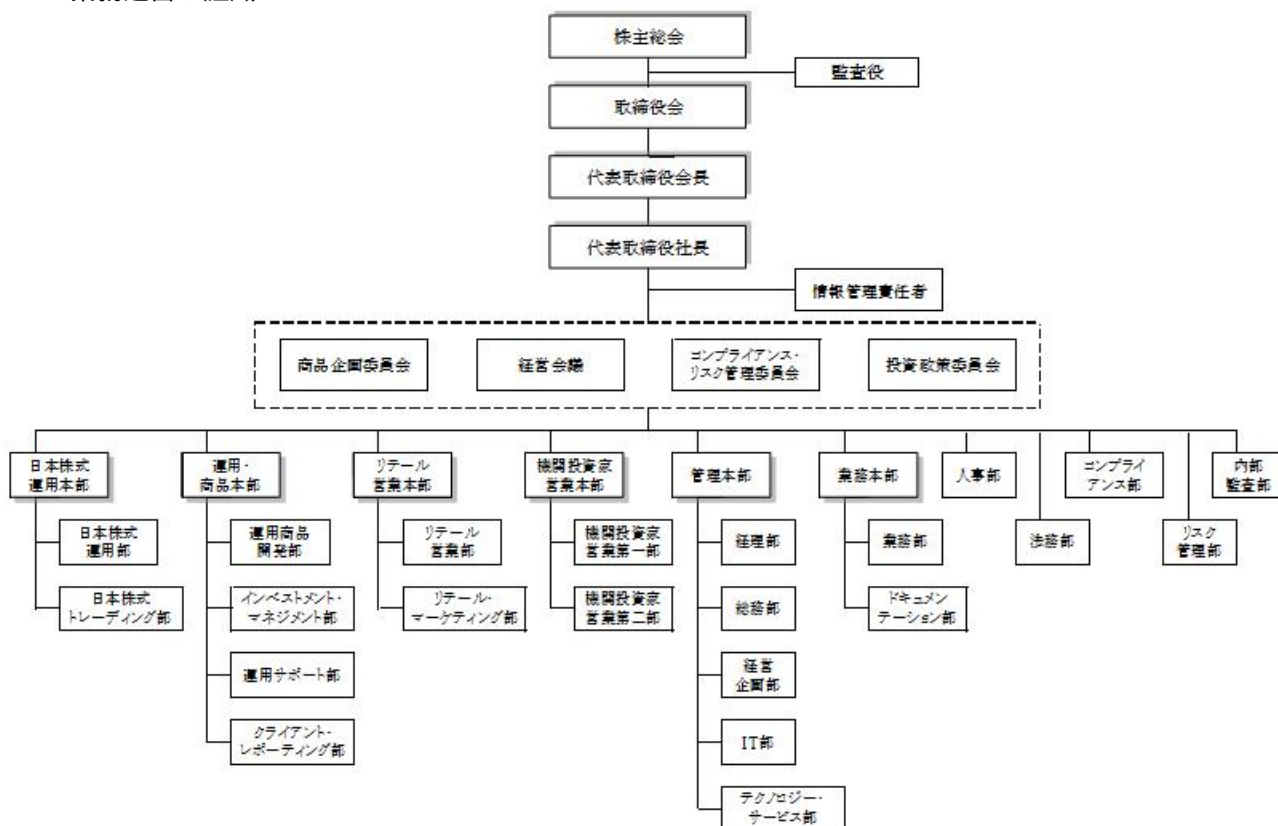 株主総会
監査役
取締役会
代表取締役会長
代表取締役社長
情報管理責任者
商品企画委員会
経営会議
コンプライアンス・
リスク管理委員会
投資政策委員会
日本株式
運用本部
運用・
商品本部
リテール
営業本部
機関投資家
営業本部
管理本部
業務本部
人事部
コンプライ
アンス部
内部
監査部
日本株式
運用部
運用商品
開発部
リテール
営業部
機関投資家
営業第一部
経理部
業務部
法務部
リスク
管理部
日本株式
トレーディング部
インベストメント・
マネジメント部
リテール・
マーケティング部
機関投資家
営業第二部
総務部
ドキュメン
テーション部
運用サポート部
経営
企画部
クライアント・
レポーティング部
IT部
テクノロジー・
サービス部